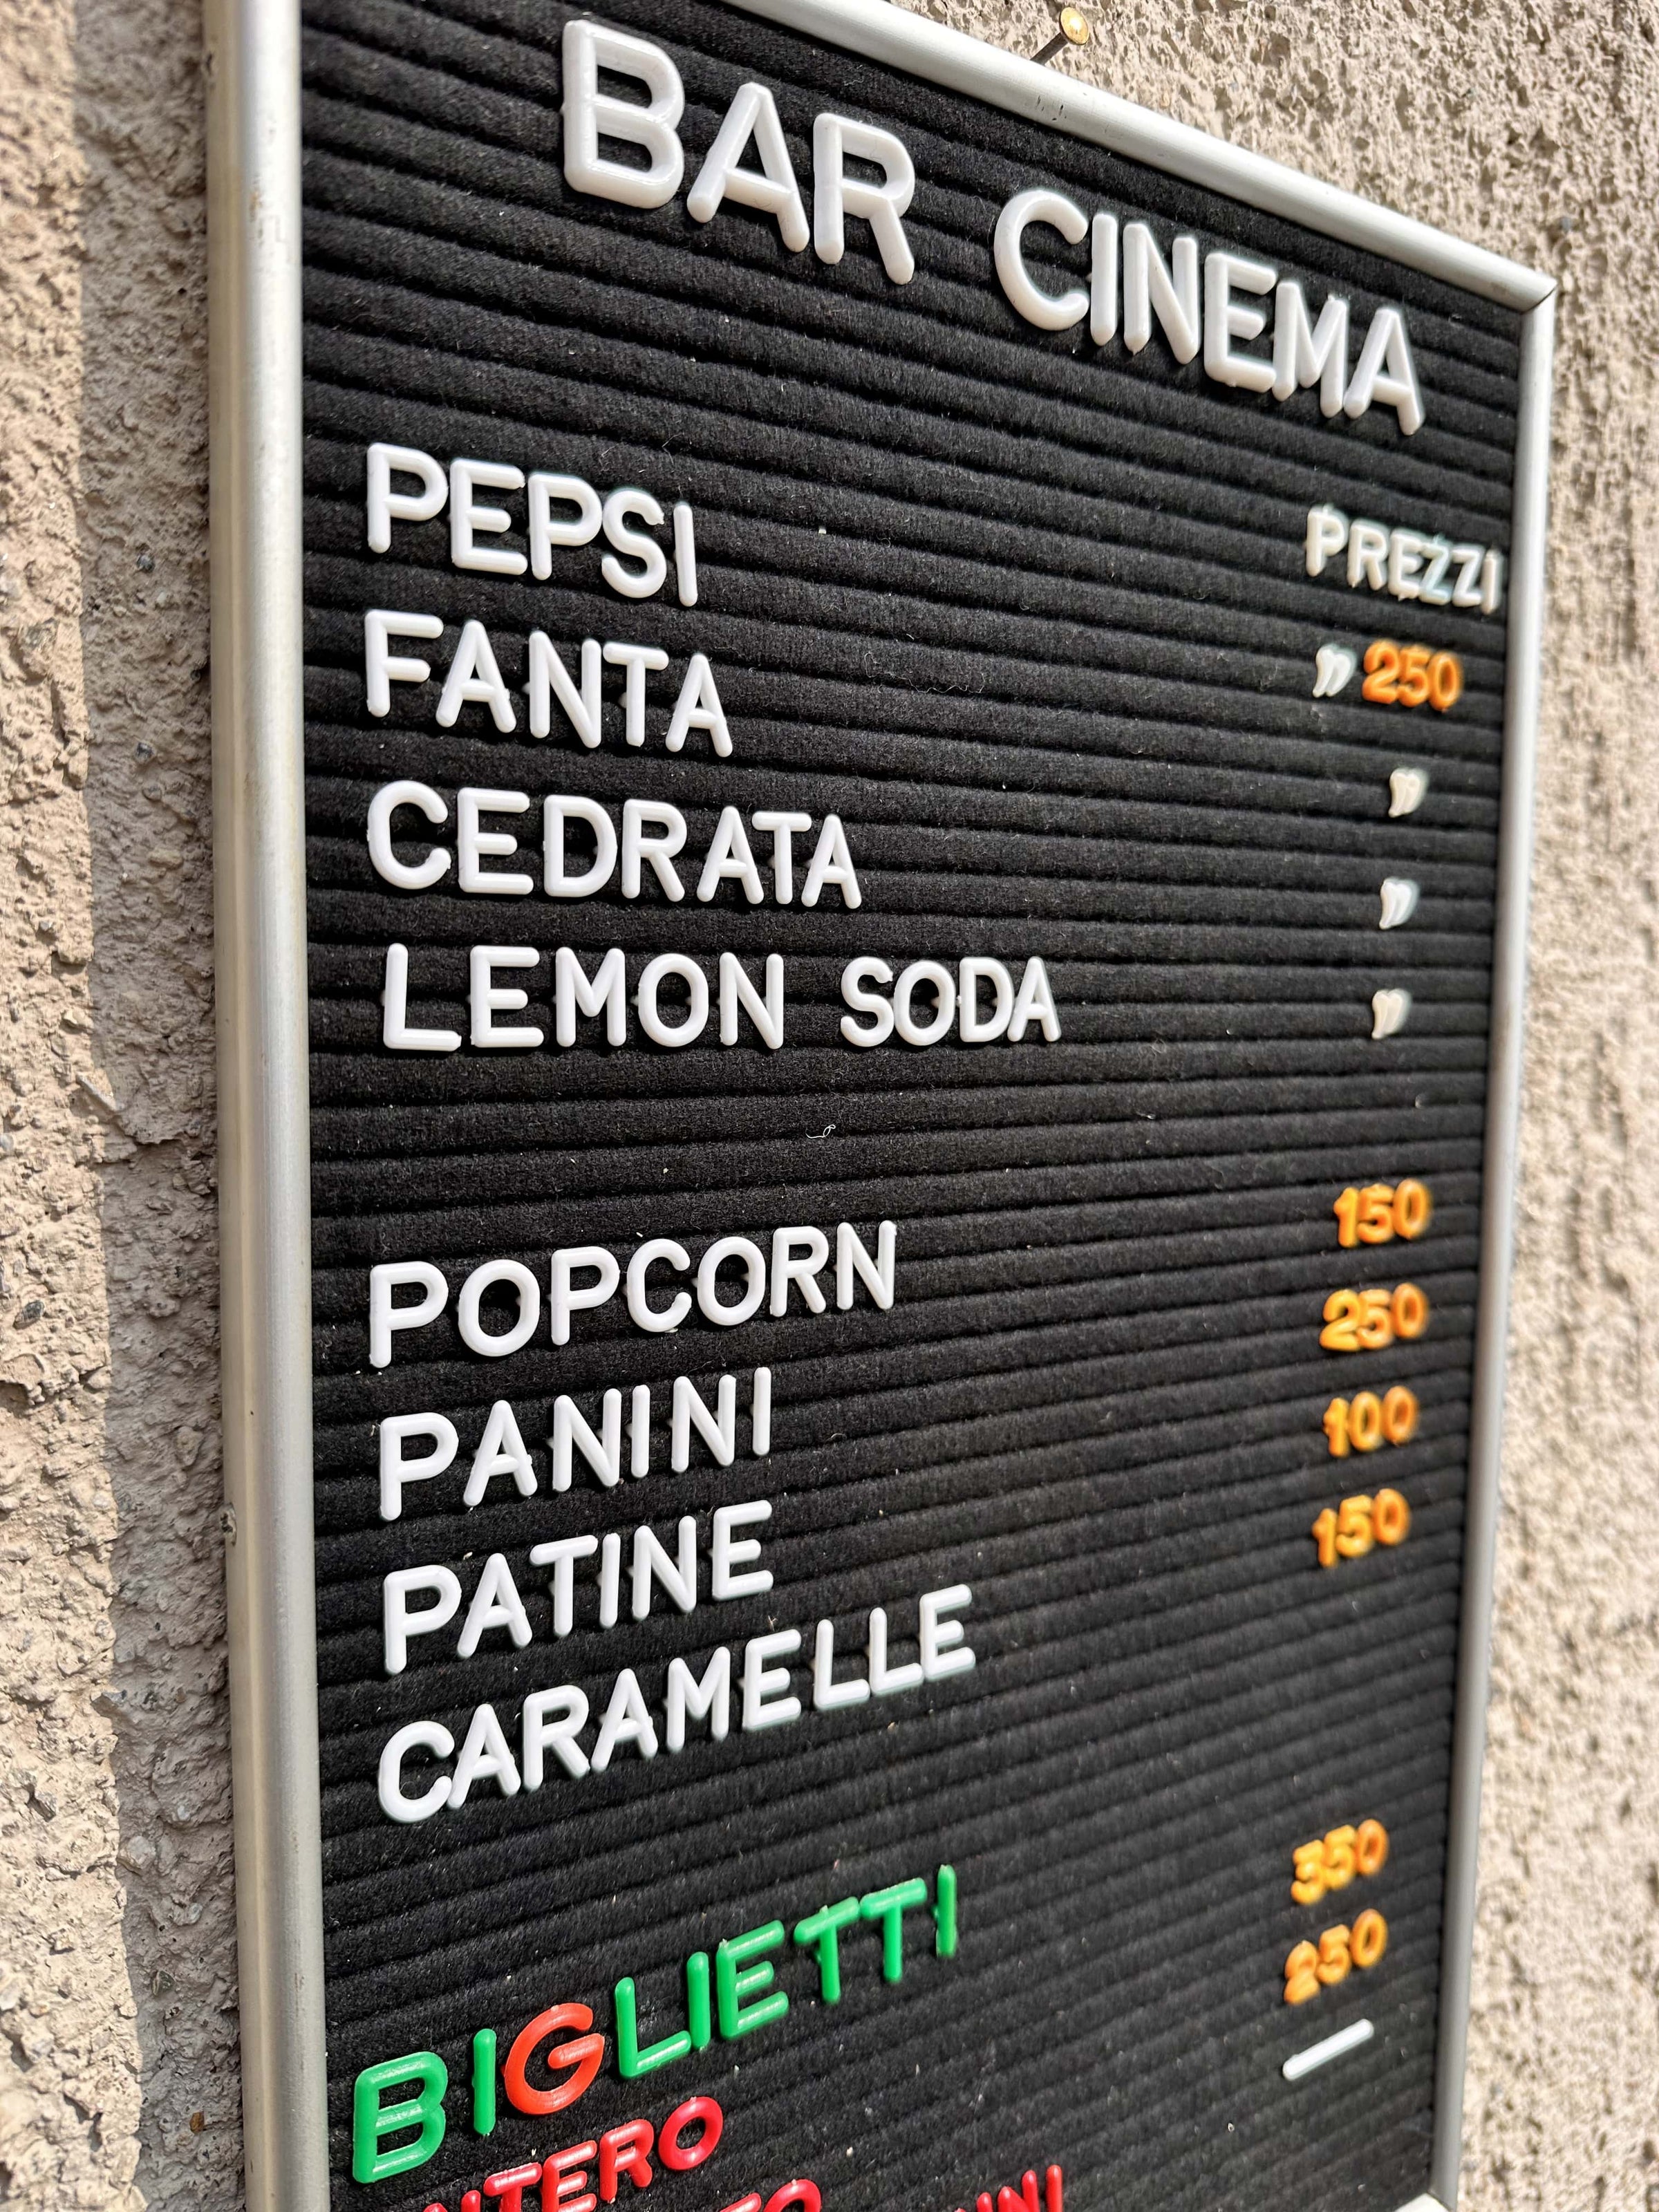 BAR CINEMA
PREZZI
PEPSI " 250
FANTA "
CEDRATA "
LEMON SODA "
POPCORN 150
PANINI 250
PATINE 100
CARAMELLE 150
BIGLIETTI
INTERO 350
250
—